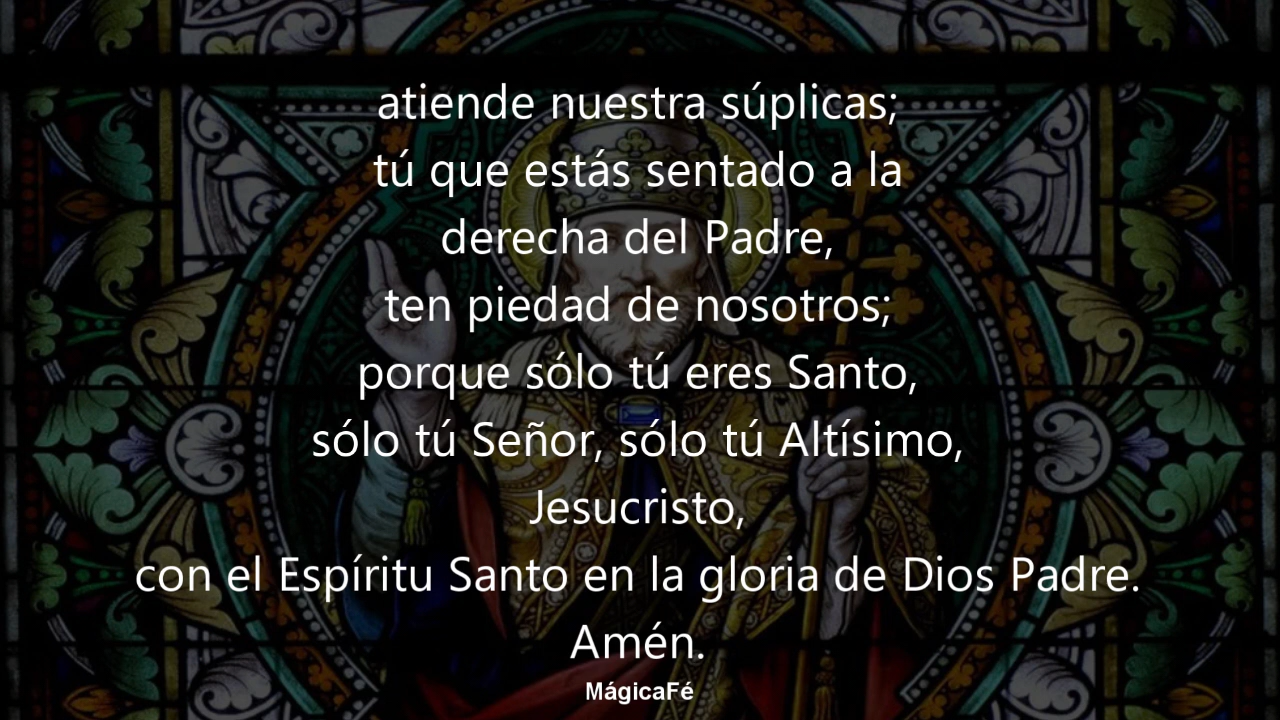 atiende nuestra súplicas;
tú que estás sentado a la
derecha del Padre,
ten piedad de nosotros;
porque sólo tú eres Santo,
sólo tú Señor, sólo tú Altísimo,
Jesucristo,
con el Espíritu Santo en la gloria de Dios Padre.
Amén.
MágicaFé